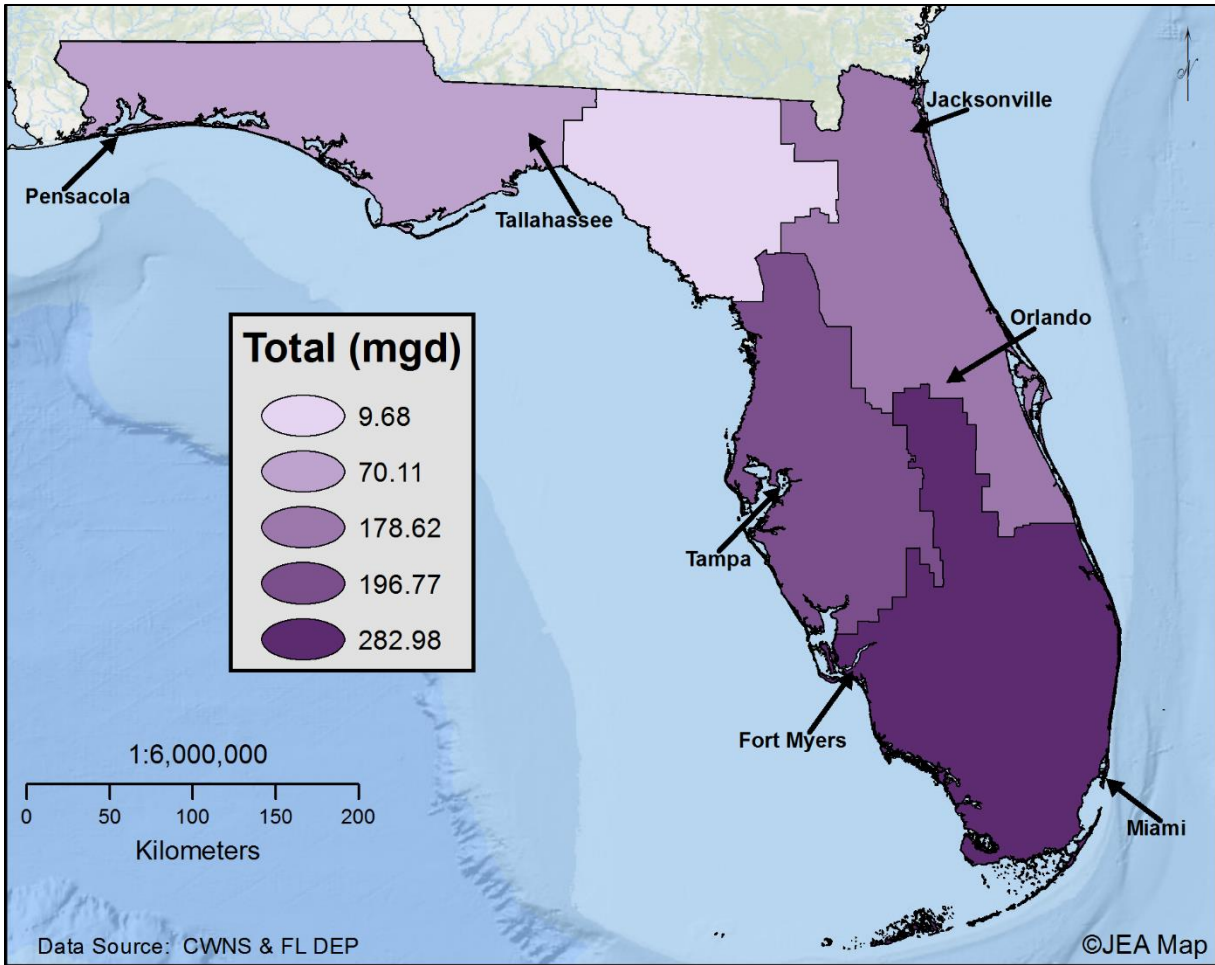 N
Jacksonville
Pensacola
Tallahassee
Orlando
Total (mgd)
9.68
70.11
178.62
196.77
282.98
Tampa
Fort Myers
1:6,000,000
0 50 100 150 200
Kilometers
Miami
Data Source: CWNS & FL DEP
©JEA Map